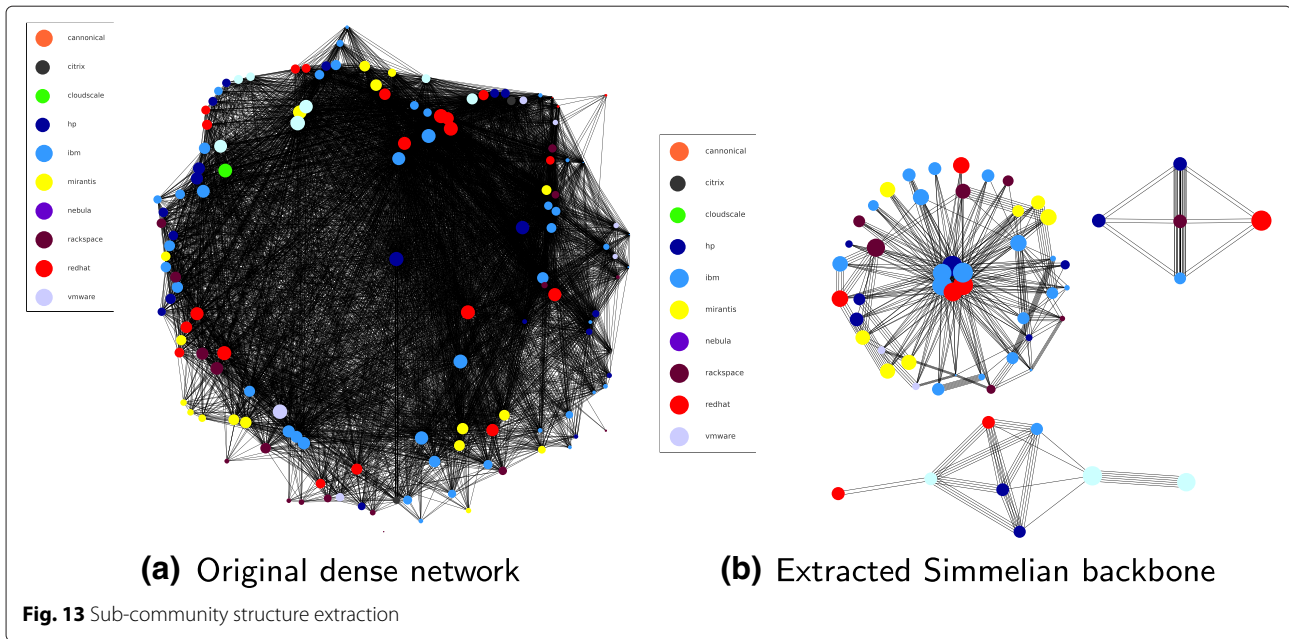 cannonical
citrix
cloudscale
hp
ibm
mirantis
nebula
rackspace
redhat
vmware
cannonical
citrix
cloudscale
hp
ibm
mirantis
nebula
rackspace
redhat
vmware
(a) Original dense network
(b) Extracted Simmelian backbone
Fig. 13 Sub-community structure extraction